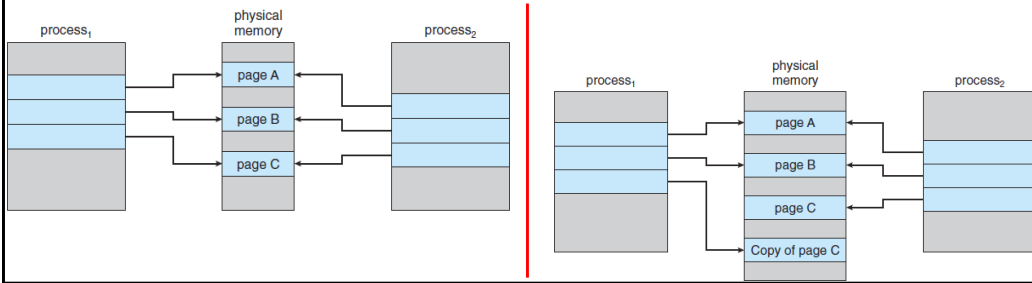 process1
physical
memory
process2
page A
page B
page C
process1
physical
memory
process2
page A
page B
page C
Copy of page C